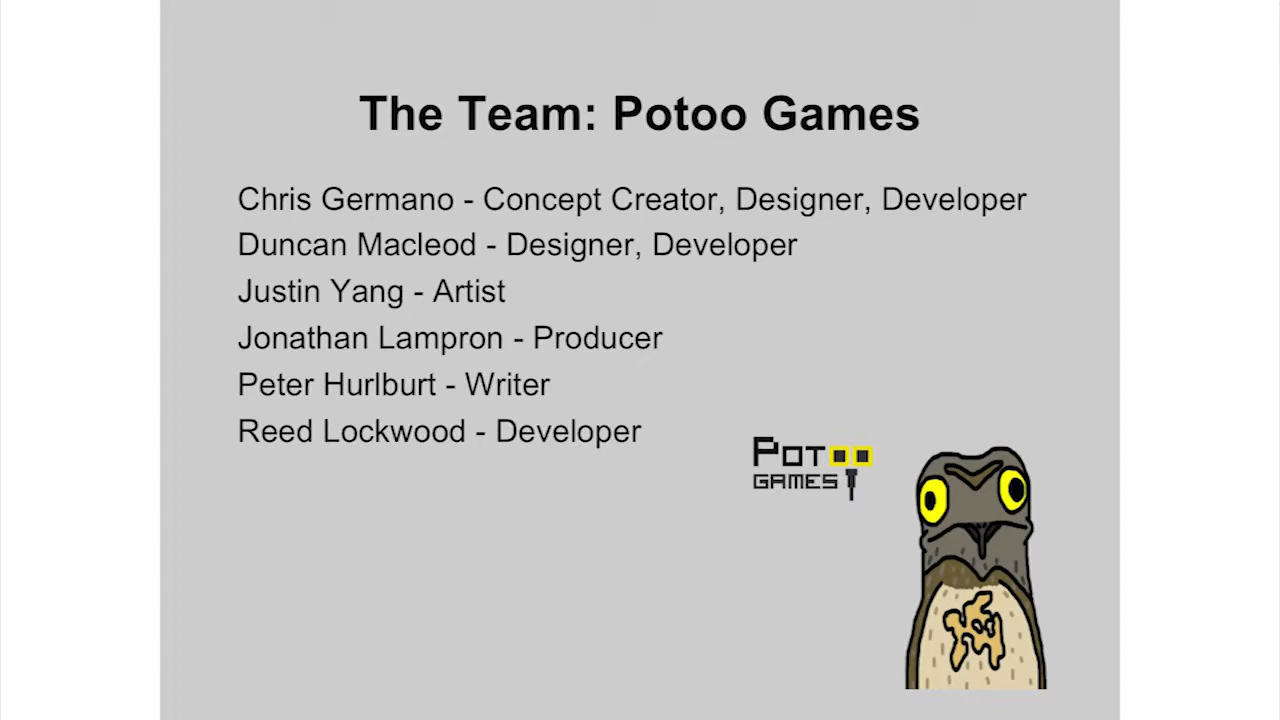 The Team: Potoo Games
Chris Germano - Concept Creator, Designer, Developer
Duncan Macleod - Designer, Developer
Justin Yang - Artist
Jonathan Lampron - Producer
Peter Hurlburt - Writer
Reed Lockwood - Developer
POTOO
GAMES